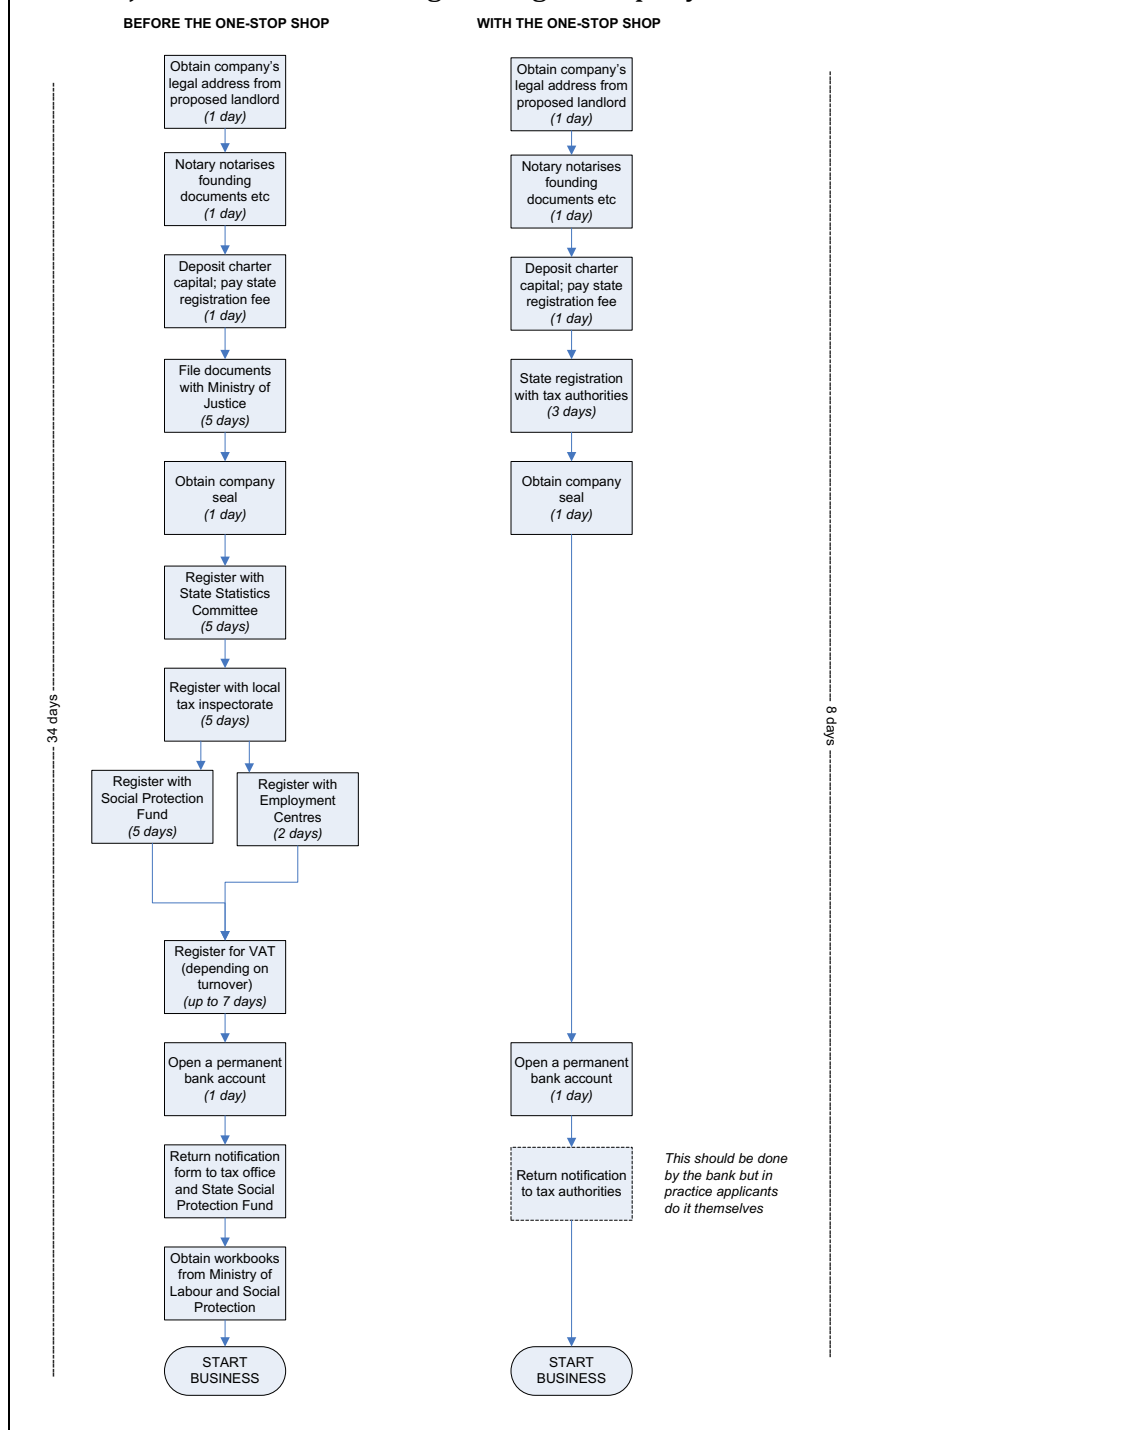 BEFORE THE ONE-STOP SHOP
WITH THE ONE-STOP SHOP
Obtain company's
legal address from
proposed landlord
(1 day)
Notary notarises
founding
documents etc
(1 day)
Deposit charter
capital; pay state
registration fee
(1 day)
File documents
with Ministry of
Justice
(5 days)
Obtain company
seal
(1 day)
Register with
State Statistics
Committee
(5 days)
Register with local
tax inspectorate
(5 days)
Register with
Social Protection
Fund
(5 days)
Register with
Employment
Centres
(2 days)
Register for VAT
(depending on
turnover)
(up to 7 days)
Open a permanent
bank account
(1 day)
Return notification
form to tax office
and State Social
Protection Fund
Obtain workbooks
from Ministry of
Labour and Social
Protection
START
BUSINESS
34 days
Obtain company's
legal address from
proposed landlord
(1 day)
Notary notarises
founding
documents etc
(1 day)
Deposit charter
capital; pay state
registration fee
(1 day)
State registration
with tax authorities
(3 days)
Obtain company
seal
(1 day)
Open a permanent
bank account
(1 day)
Return notification
to tax authorities
This should be done
by the bank but in
practice applicants
do it themselves
START
BUSINESS
8 days